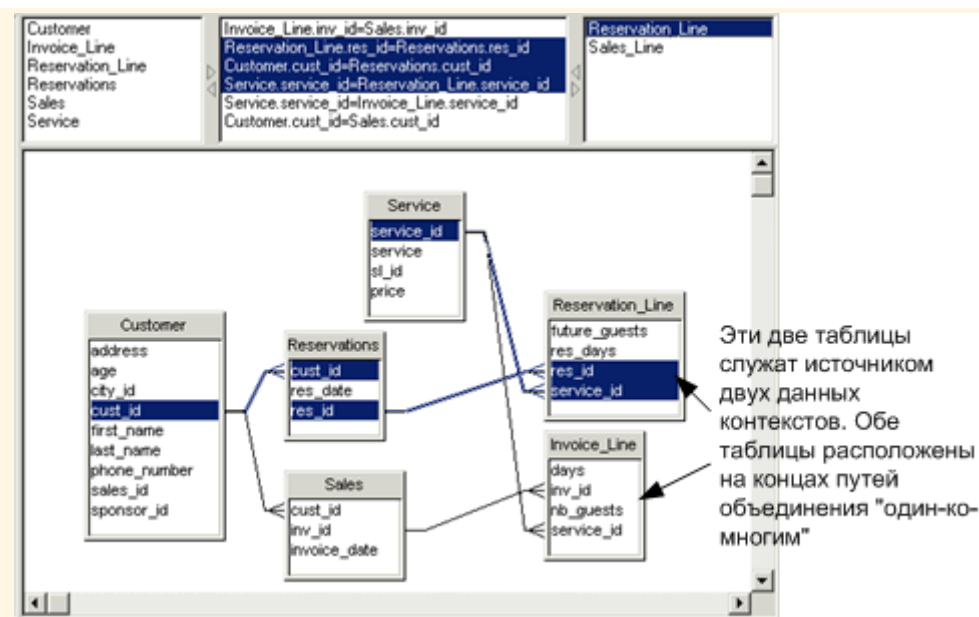 Customer
Invoice_Line
Reservation_Line
Reservations
Sales
Service
Invoice_Line.inv_id=Sales.inv_id
Reservation_Line.res_id=Reservations.res_id
Customer.cust_id=Reservations.cust_id
Service.service_id=Reservation_Line.service_id
Service.service_id=Invoice_Line.service_id
Customer.cust_id=Sales.cust_id
Reservation_Line
Sales_Line
Service
service_id
service
sl_id
price
Customer
address
age
city_id
cust_id
first_name
last_name
phone_number
sales_id
sponsor_id
Reservations
cust_id
res_date
res_id
Sales
cust_id
inv_id
invoice_date
Reservation_Line
future_guests
res_days
res_id
service_id
Invoice_Line
days
inv_id
nb_guests
service_id
Эти две таблицы
служат источником
двух данных
контекстов. Обе
таблицы расположены
на концах путей
объединения "один-ко-
многим"